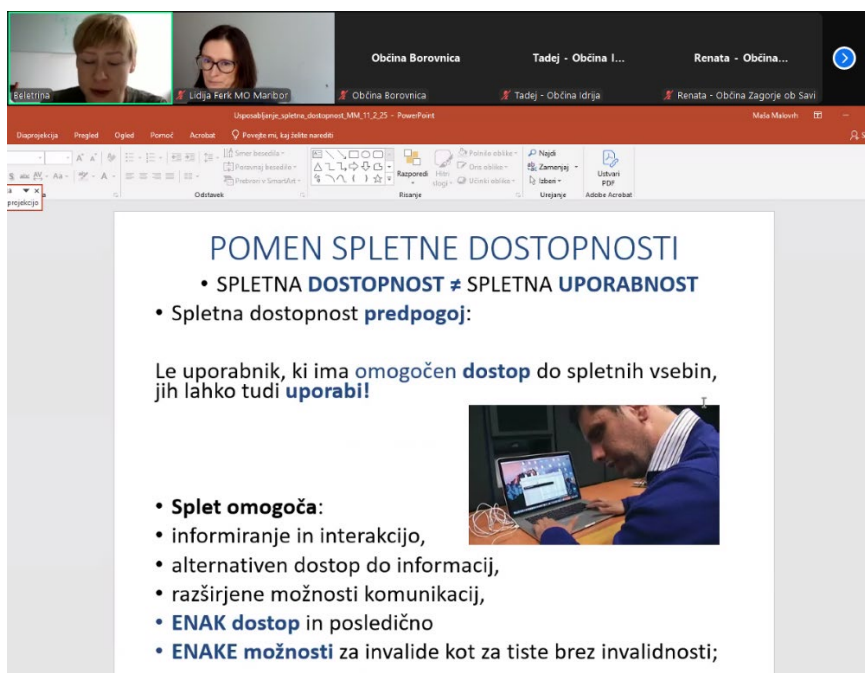 Občina Borovnica
Tadej - Občina I...
Renata - Občina...
Beletrina
Lidija Ferk MO Maribor
Občina Borovnica
Tadej - Občina Idrija
Renata - Občina Zagorje ob Savi
Usposabljanje_spletna_dostopnest_MM_11_2_25 - PowerPoint
Maša Malovrh
Diaprojekcija Pregled Ogled Pomoč Acrobat Povejte mi, kaj želite narediti
Smer besedila
Poravnaj besedilo
Pretvori v SmartArt
Razporedi
Hitri slogi
Polnilo oblike
Oris oblike
Učinki oblike
Najdi
Zamenjaj
Izberi
Ustvari PDF
Odstavek
Risanje
Urejanje
Adobe Acrobat
POMEN SPLETNE DOSTOPNOSTI
• SPLETNA DOSTOPNOST ≠ SPLETNA UPORABNOST
• Spletna dostopnost predpogoj:
Le uporabnik, ki ima omogočen dostop do spletnih vsebin,
jih lahko tudi uporabi!
• Splet omogoča:
• informiranje in interakcijo,
• alternativen dostop do informacij,
• razširjene možnosti komunikacij,
• ENAK dostop in posledično
• ENAKE možnosti za invalide kot za tiste brez invalidnosti;